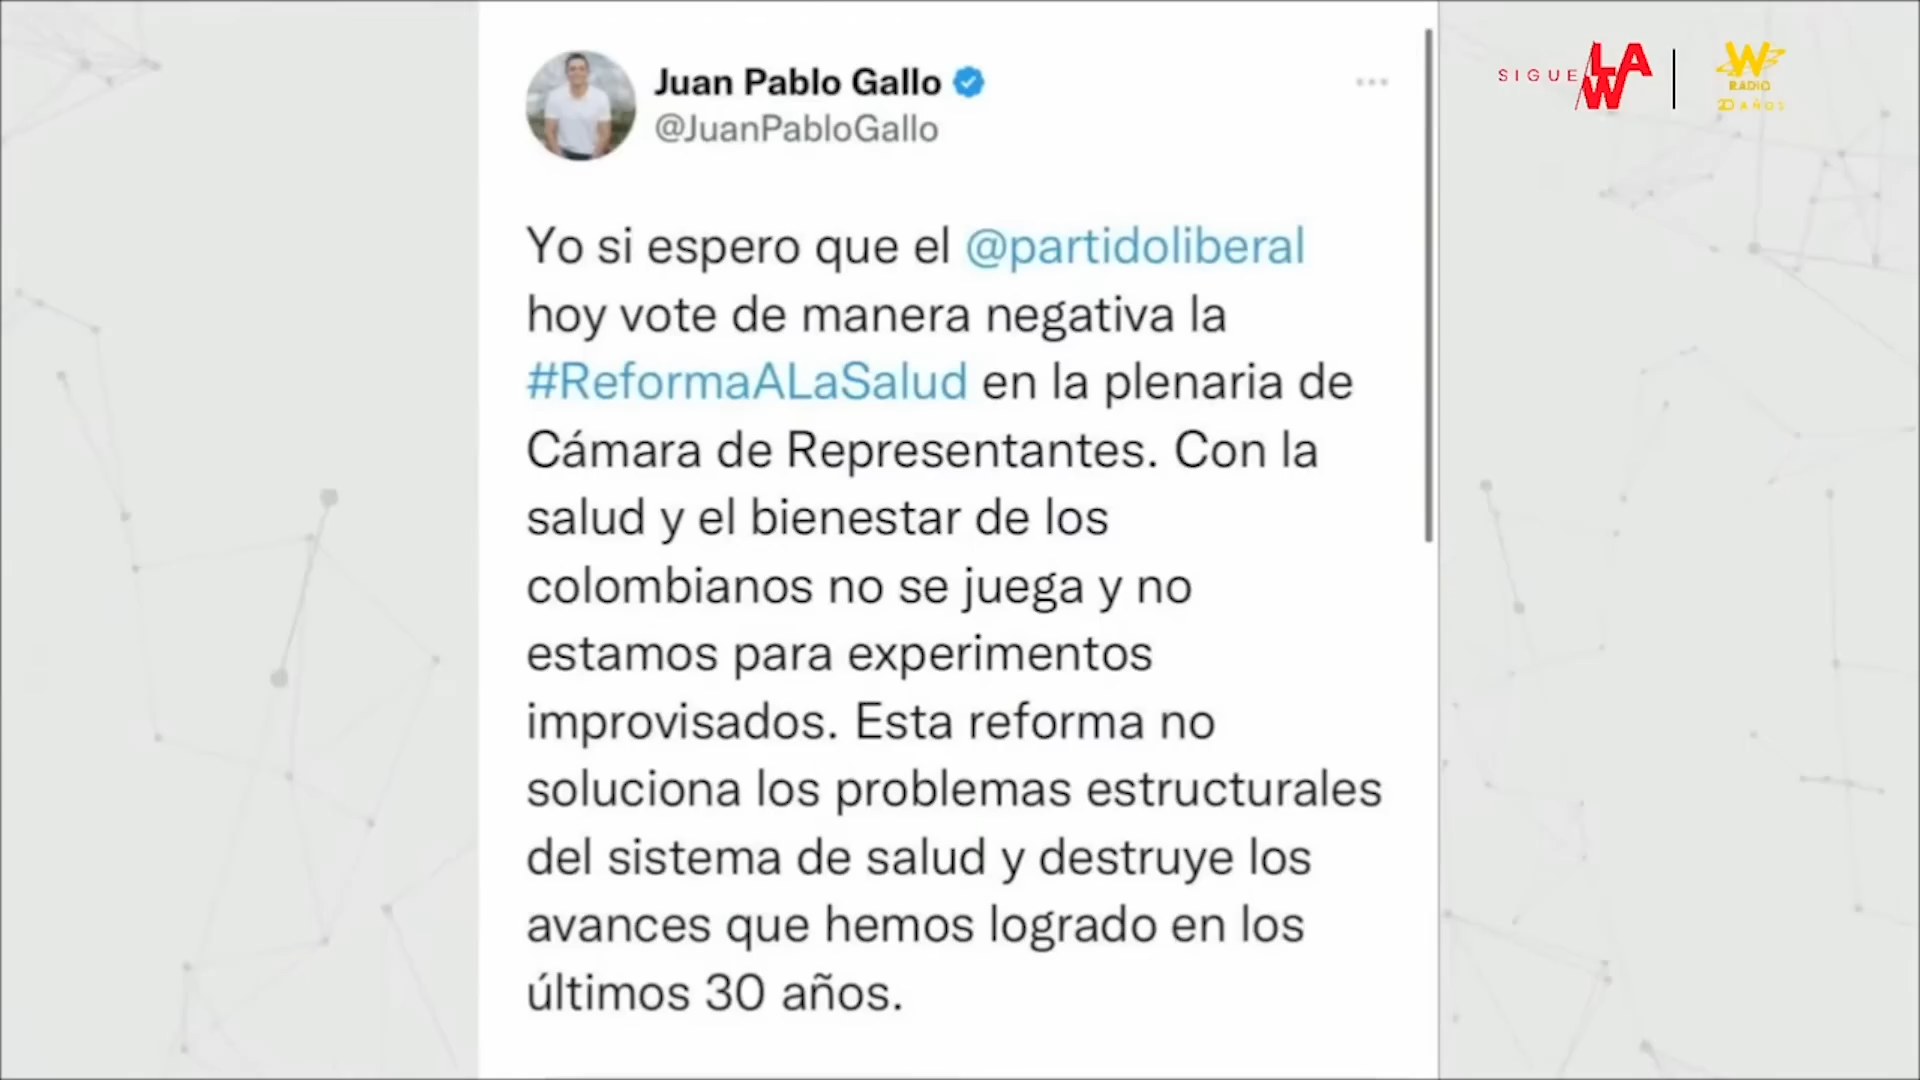 Juan Pablo Gallo
@JuanPabloGallo
SIGUE LA W
W
RADIO
20 AÑOS
Yo si espero que el @partidoliberal
hoy vote de manera negativa la
#ReformaALaSalud en la plenaria de
Cámara de Representantes. Con la
salud y el bienestar de los
colombianos no se juega y no
estamos para experimentos
improvisados. Esta reforma no
soluciona los problemas estructurales
del sistema de salud y destruye los
avances que hemos logrado en los
últimos 30 años.